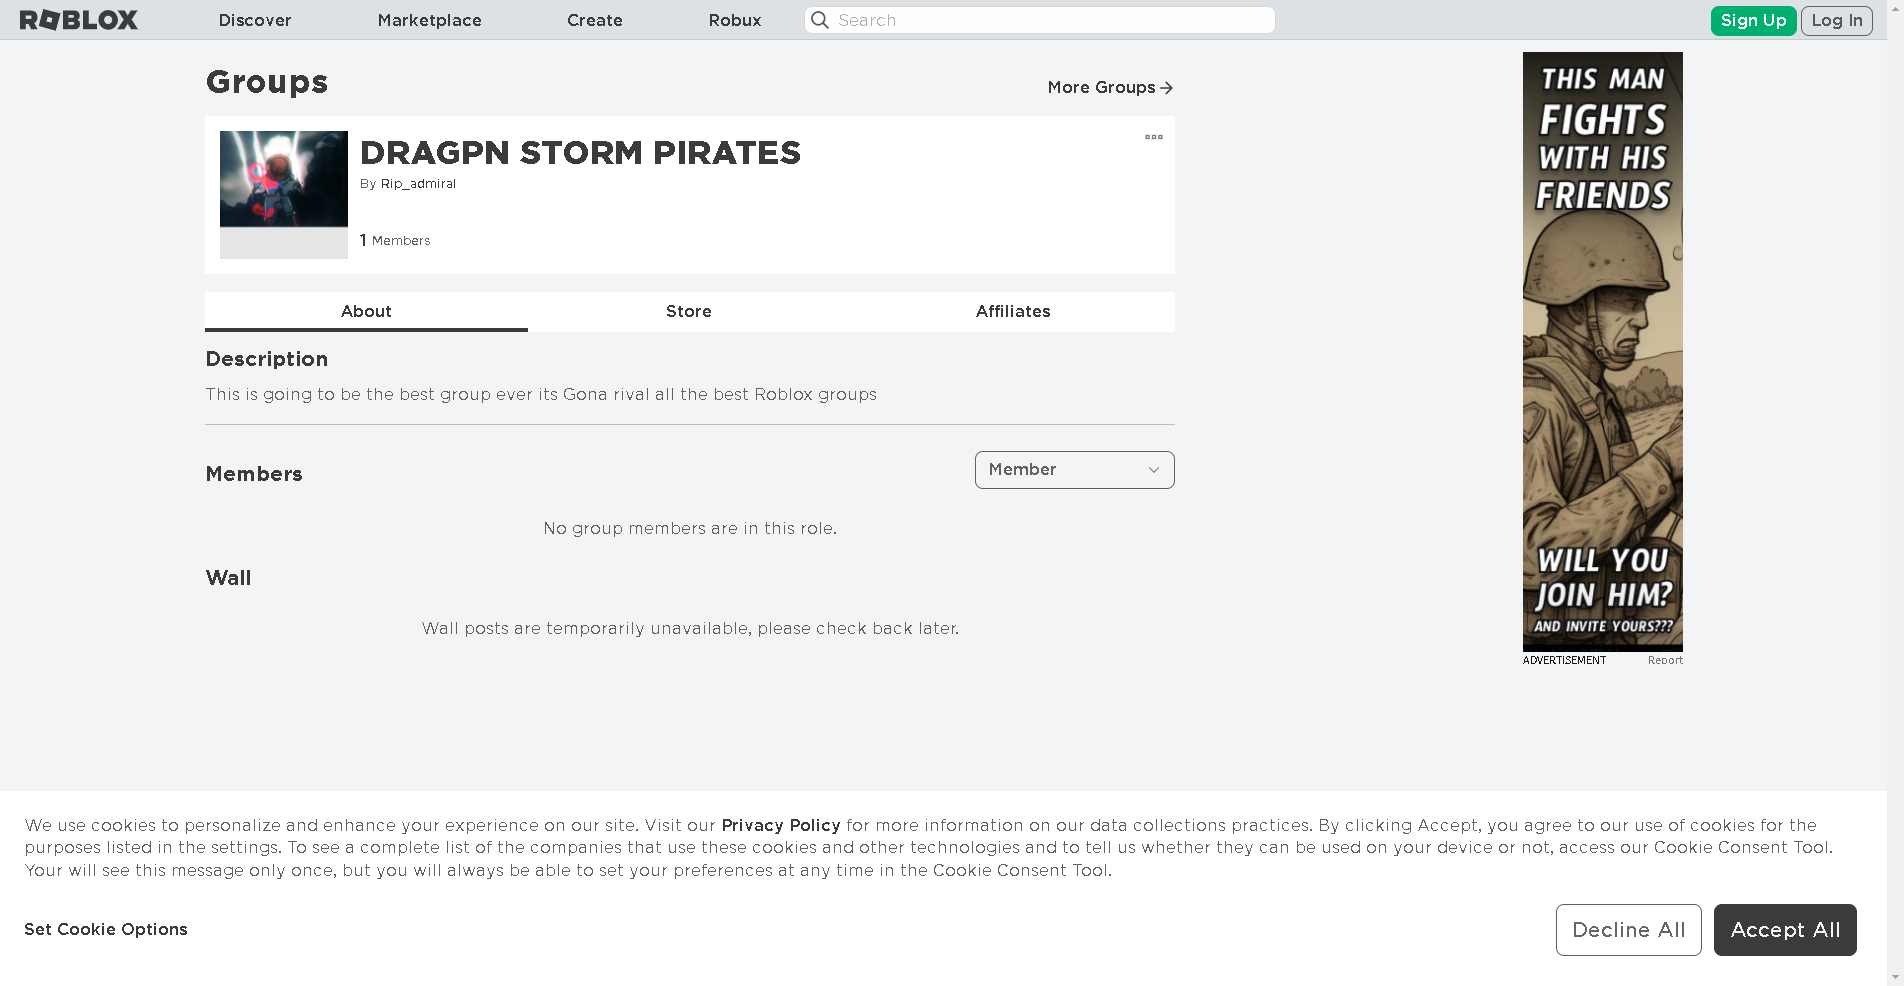 ROBLOX Discover Marketplace Create Robux Search Sign Up Log In
Groups
More Groups
DRAGPN STORM PIRATES
By Rip_admiral
1 Members
About Store Affiliates
Description
This is going to be the best group ever its Gona rival all the best Roblox groups
Members
Member
No group members are in this role.
Wall
Wall posts are temporarily unavailable, please check back later.
THIS MAN
FIGHTS
WITH HIS
FRIENDS
WILL YOU
JOIN HIM?
AND INVITE YOURS???
ADVERTISEMENT Report
We use cookies to personalize and enhance your experience on our site. Visit our Privacy Policy for more information on our data collections practices. By clicking Accept, you agree to our use of cookies for the
purposes listed in the settings. To see a complete list of the companies that use these cookies and other technologies and to tell us whether they can be used on your device or not, access our Cookie Consent Tool.
Your will see this message only once, but you will always be able to set your preferences at any time in the Cookie Consent Tool.
Set Cookie Options
Decline All
Accept All